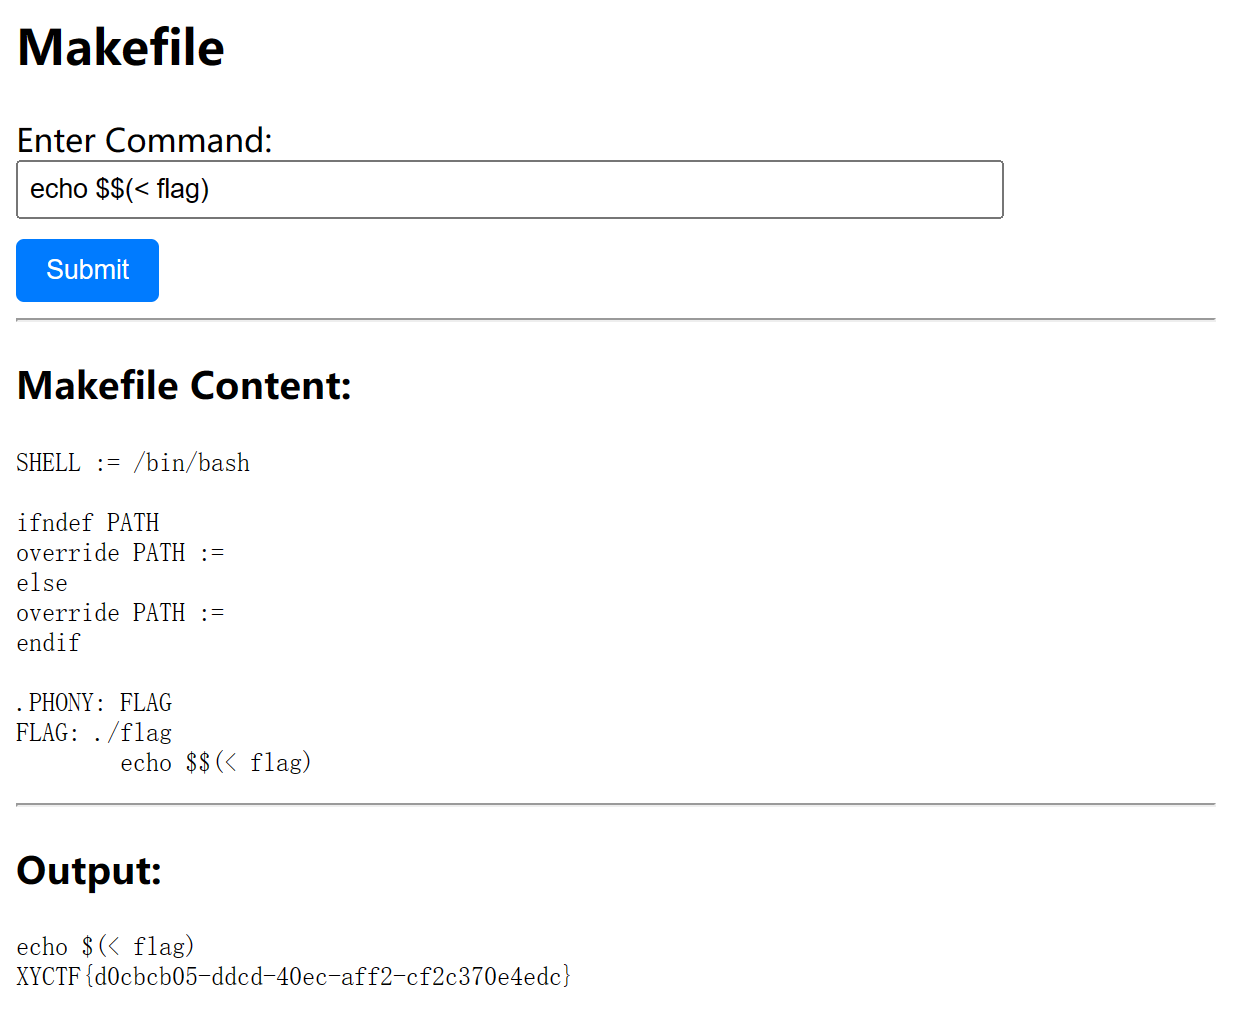 Makefile
Enter Command:
echo $$(< flag)
Submit
Makefile Content:
SHELL := /bin/bash
ifndef PATH
override PATH :=
else
override PATH :=
endif
.PHONY: FLAG
FLAG: ./flag
echo $$(< flag)
Output:
echo $(< flag)
XYCTF{d0cbcb05-ddcd-40ec-aff2-cf2c370e4edc}